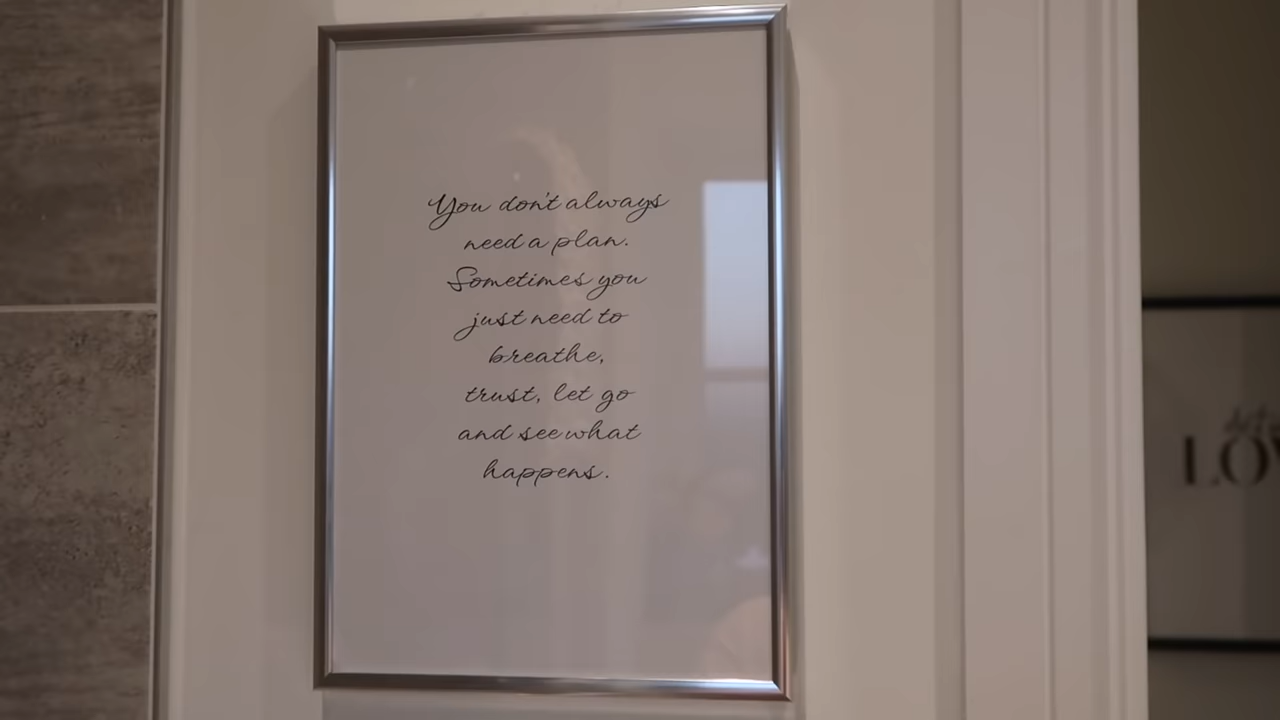 You don't always
need a plan.
Sometimes you
just need to
breathe,
trust, let go
and see what
happens.